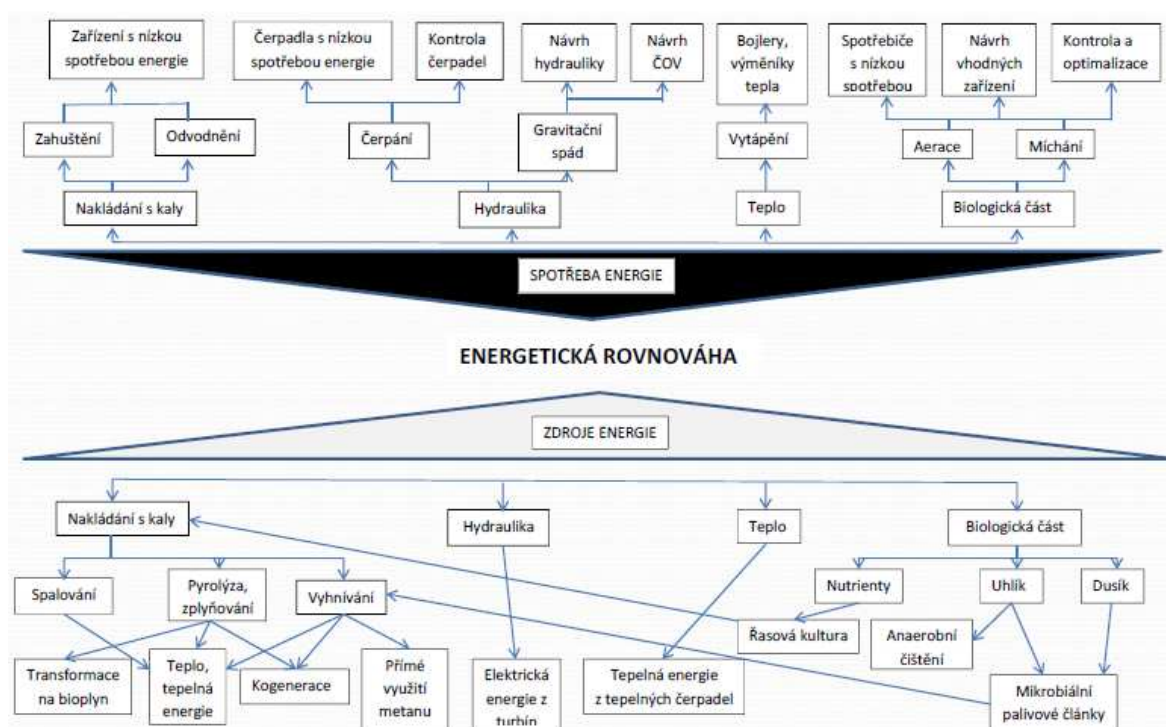 Zařízení s nízkou
spotřebou energie
Čerpadla s nízkou
spotřebou energie
Kontrola
čerpadel
Návrh
hydrauliky
Návrh
ČOV
Bojlery,
výměníky
tepla
Spotřebiče
s nízkou
spotřebou
Návrh
vhodných
zařízení
Kontrola a
optimalizace
Zahuštění
Odvodnění
Čerpání
Gravitační
spád
Vytápění
Aerace
Míchání
Nakládání s kaly
Hydraulika
Teplo
Biologická část
SPOTŘEBA ENERGIE
ENERGETICKÁ ROVNOVÁHA
ZDROJE ENERGIE
Nakládání s kaly
Hydraulika
Teplo
Biologická část
Spalování
Pyrolýza,
zplyňování
Vyhnívání
Nutrienty
Uhlík
Dusík
Řasová kultura
Anaerobní
čištění
Transformace
na bioplyn
Teplo,
tepelná
energie
Kogenerace
Přímé
využití
metanu
Elektrická
energie z
turbín
Tepelná energie
z tepelných čerpadel
Mikrobiální
palivové články